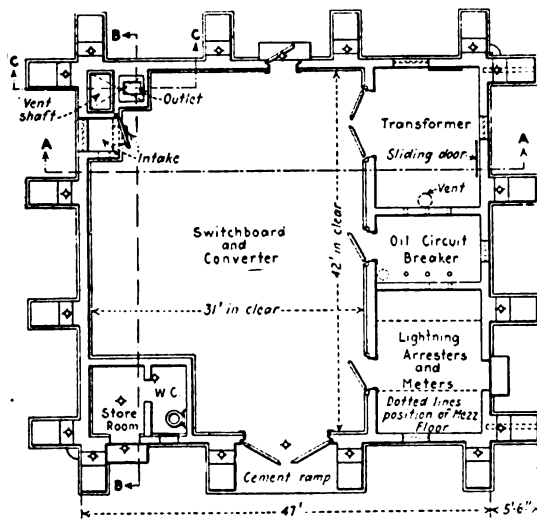 B
C
C
Vent
shaft
Outlet
Intake
A
A
Transformer
Sliding door
Vent
Switchboard
and
Converter
42' in clear
Oil Circuit
Breaker
31' in clear
Lightning
Arresters
and
Meters
Dotted lines
position of Mezz
Floor
W.C.
Store
Room
B
Cement ramp
47'
5'-6"